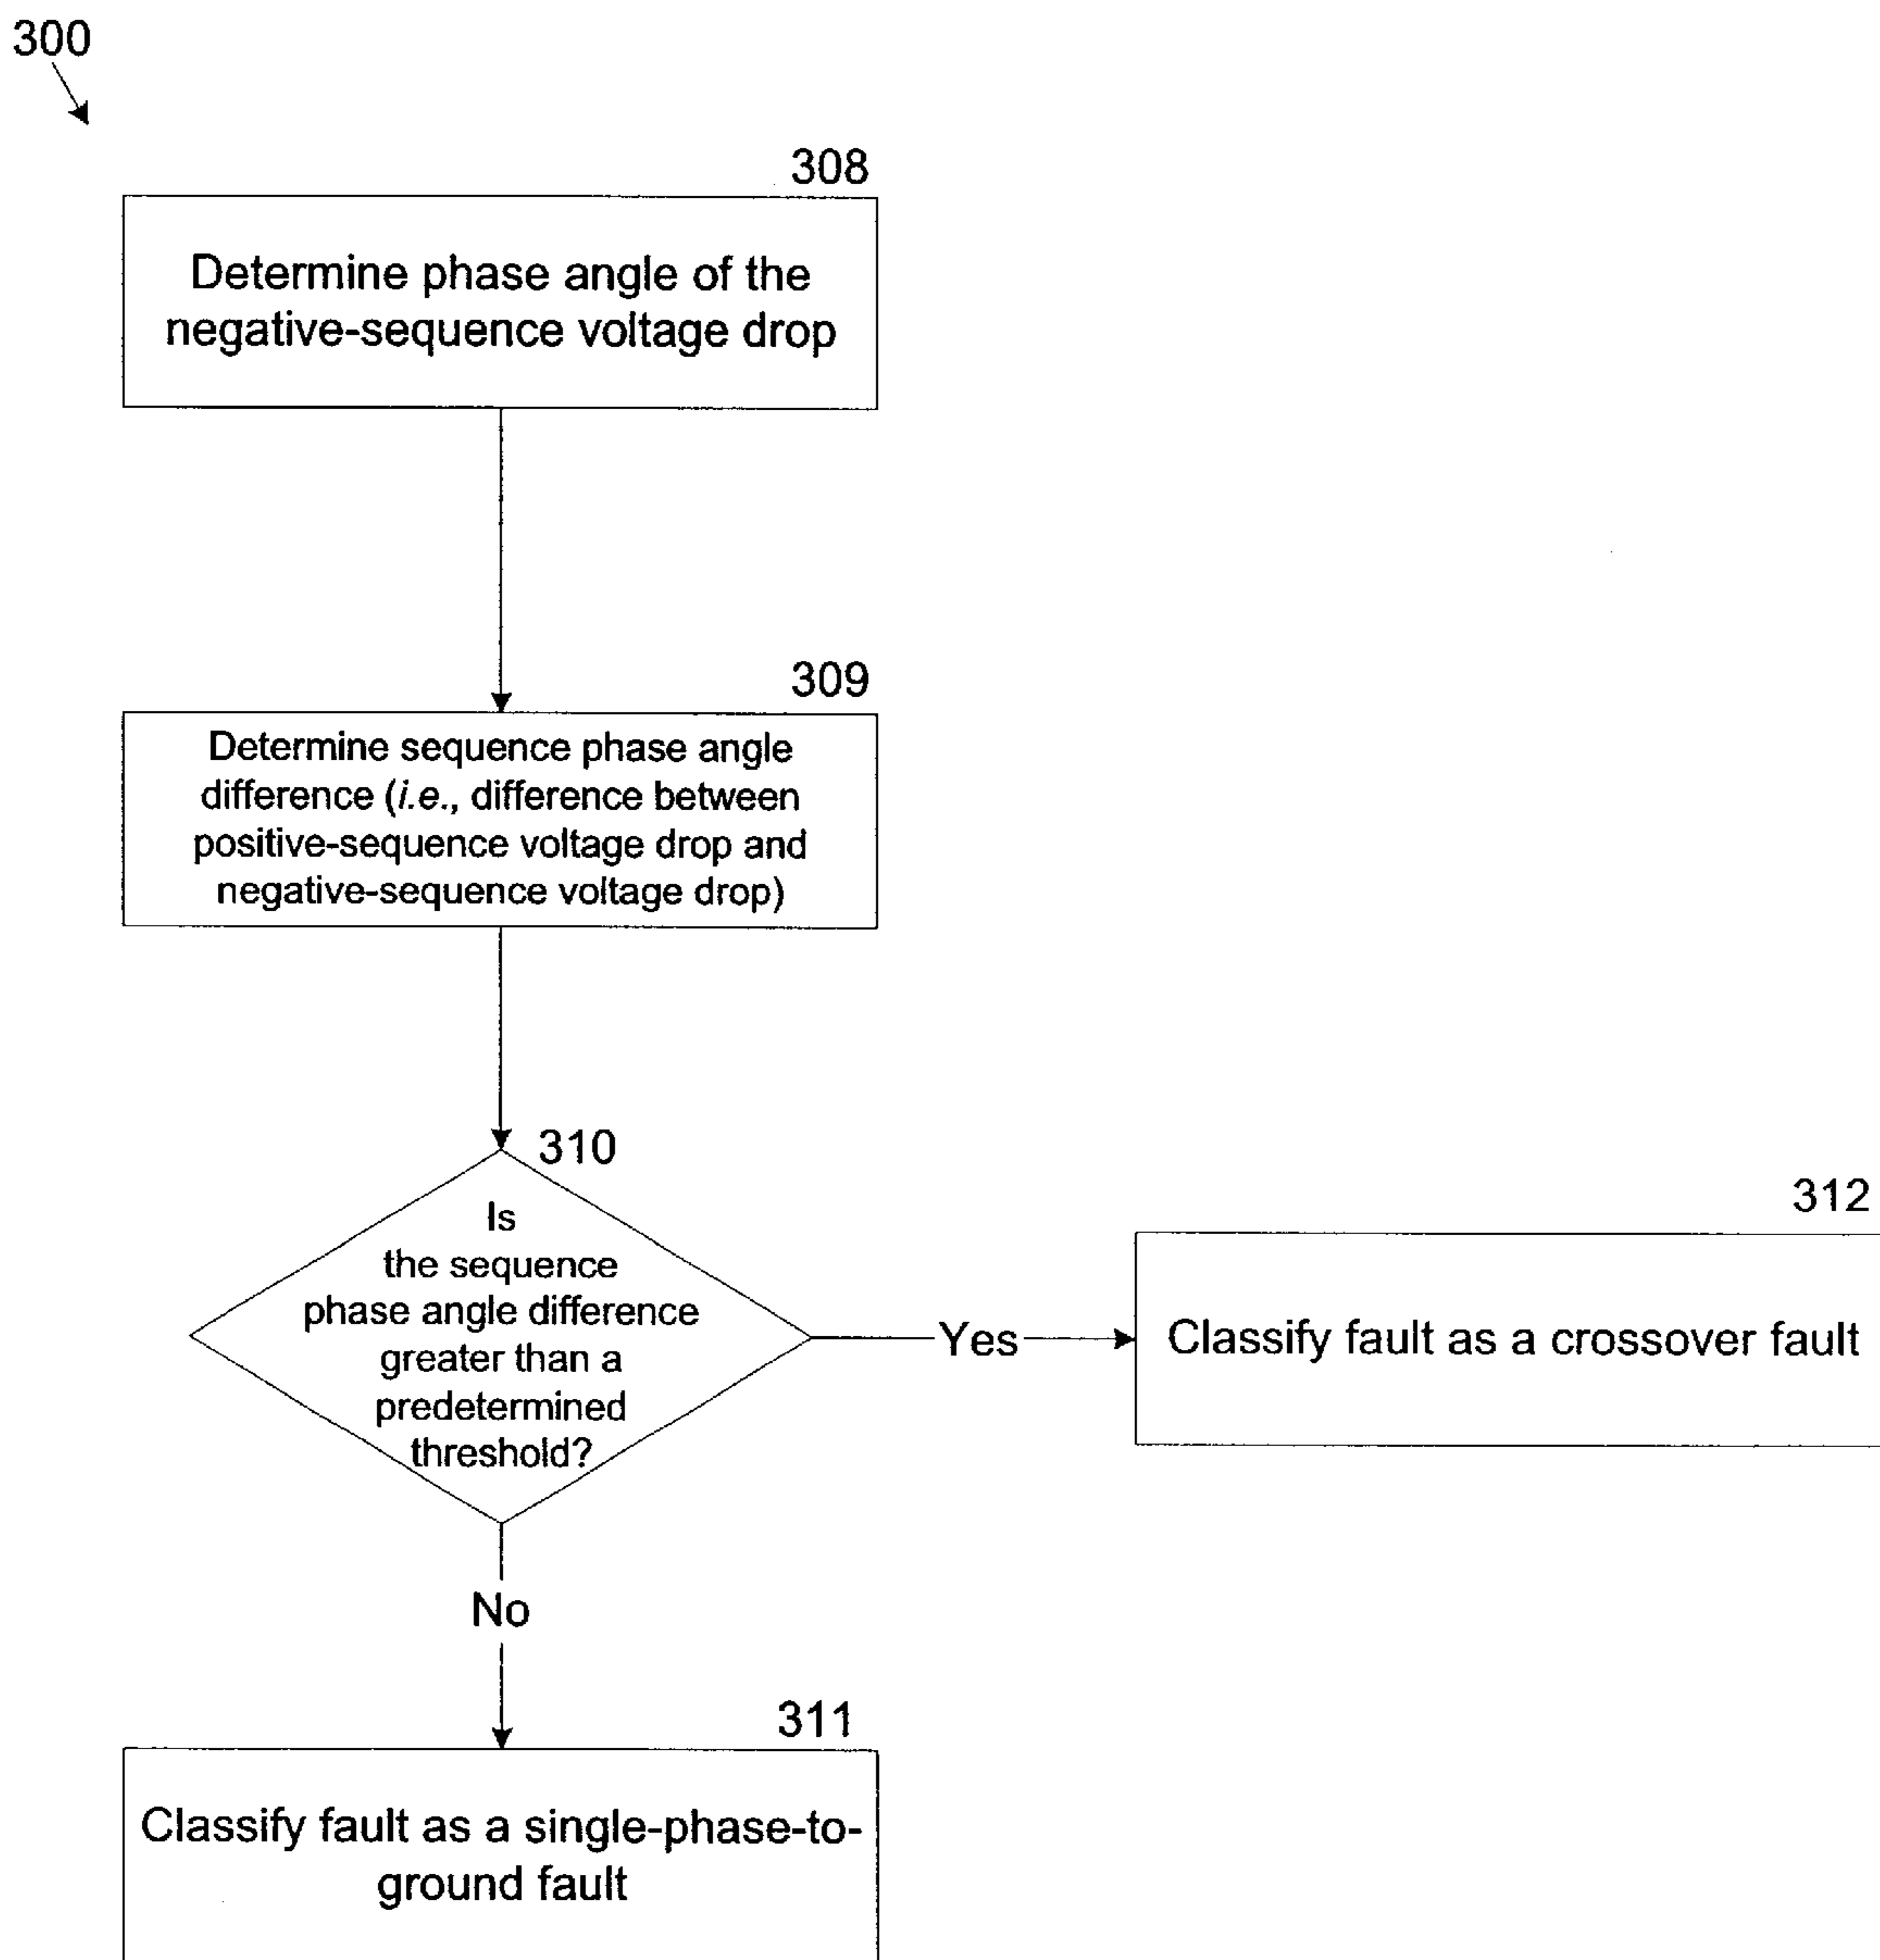 300
308
Determine phase angle of the
negative-sequence voltage drop
309
Determine sequence phase angle
difference (i.e., difference between
positive-sequence voltage drop and
negative-sequence voltage drop)
310
Is
the sequence
phase angle difference
greater than a
predetermined
threshold?
Yes
312
Classify fault as a crossover fault
No
311
Classify fault as a single-phase-to-
ground fault